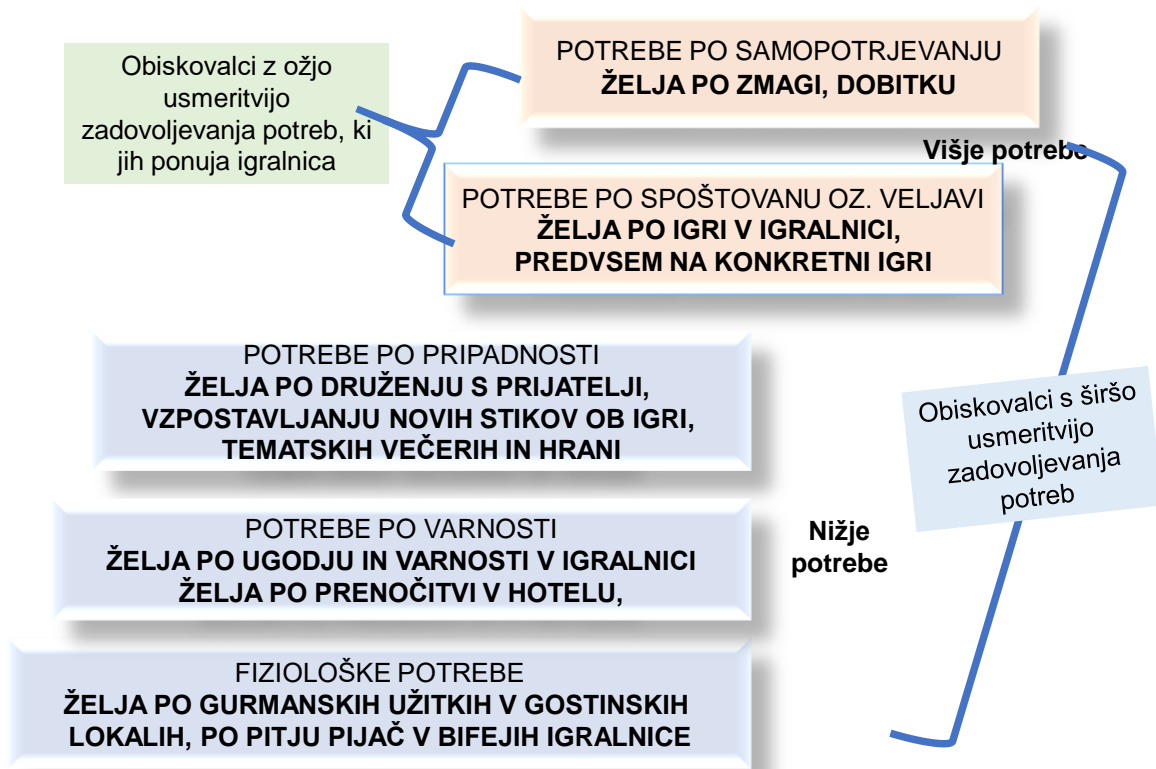 POTREBE PO SAMOPOTRJEVANJU
ŽELJA PO ZMAGI, DOBITKU
Obiskovalci z ožjo
usmeritvijo
zadovoljevanja potreb, ki
jih ponuja igralnica
Višje potrebe
POTREBE PO SPOŠTOVANU OZ. VELJAVI
ŽELJA PO IGRI V IGRALNICI,
PREDVSEM NA KONKRETNI IGRI
POTREBE PO PRIPADNOSTI
ŽELJA PO DRUŽENJU S PRIJATELJI,
VZPOSTAVLJANJU NOVIH STIKOV OB IGRI,
TEMATSKIH VEČERIH IN HRANI
Obiskovalci s širšo
usmeritvijo
zadovoljevanja
potreb
POTREBE PO VARNOSTI
ŽELJA PO UGODJU IN VARNOSTI V IGRALNICI
ŽELJA PO PRENOČITVI V HOTELU,
Nižje
potrebe
FIZIOLOŠKE POTREBE
ŽELJA PO GURMANSKIH UŽITKIH V GOSTINSKIH
LOKALIH, PO PITJU PIJAČ V BIFEJIH IGRALNICE